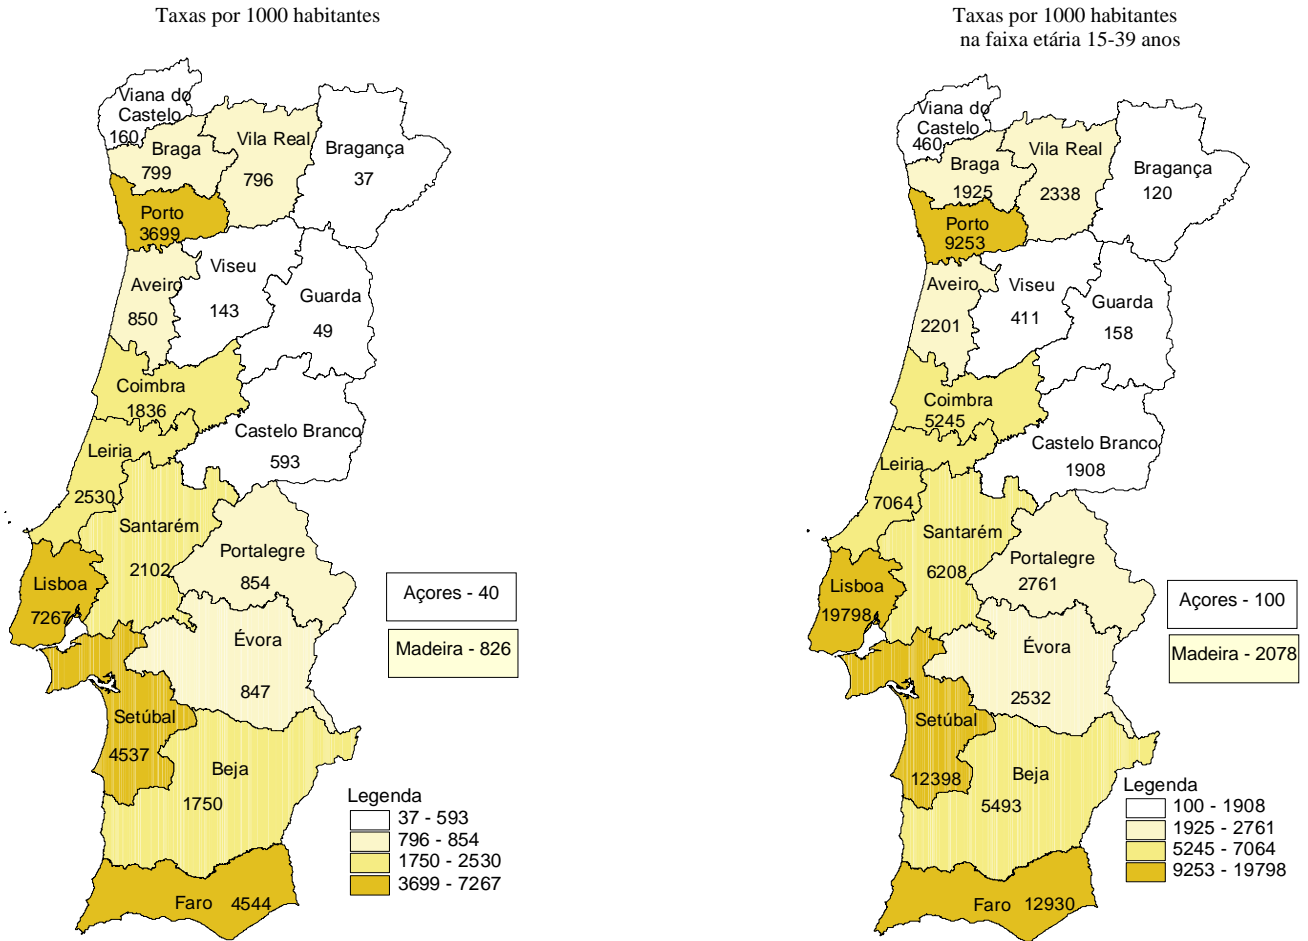 Taxas por 1000 habitantes
Viana do
Castelo
160
Braga
799
Vila Real
796
Bragança
37
Porto
3699
Aveiro
850
Viseu
143
Guarda
49
Coimbra
1836
Castelo Branco
593
Leiria
2530
Santarém
2102
Portalegre
854
Lisboa
7267
Açores - 40
Madeira - 826
Évora
847
Setúbal
4537
Beja
1750
Faro 4544
Legenda
37 - 593
796 - 854
1750 - 2530
3699 - 7267
Taxas por 1000 habitantes
na faixa etária 15-39 anos
Viana do
Castelo
460
Braga
1925
Vila Real
2338
Bragança
120
Porto
9253
Aveiro
2201
Viseu
411
Guarda
158
Coimbra
5245
Castelo Branco
1908
Leiria
7064
Santarém
6208
Portalegre
2761
Lisboa
19798
Açores - 100
Madeira - 2078
Évora
2532
Setúbal
12398
Beja
5493
Faro 12930
Legenda
100 - 1908
1925 - 2761
5245 - 7064
9253 - 19798